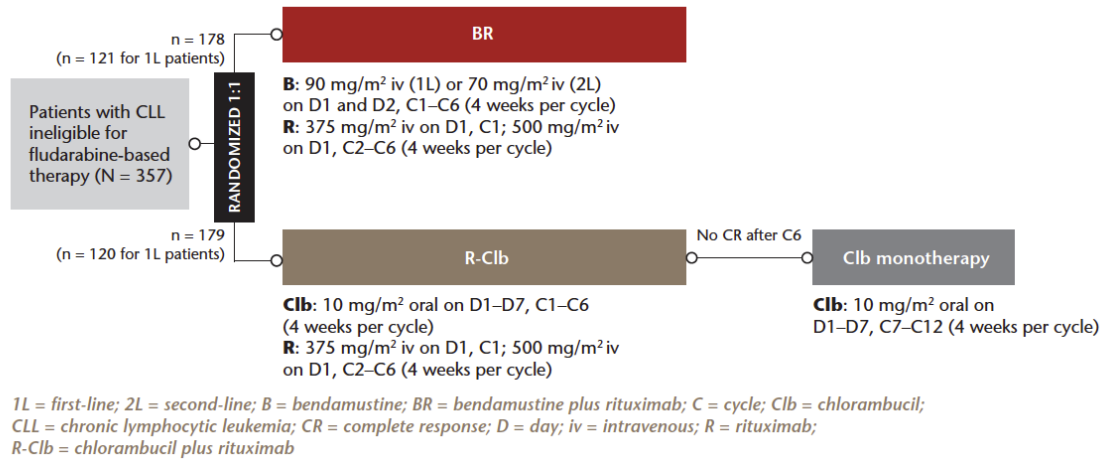 n = 178
(n = 121 for 1L patients)
BR
B: 90 mg/m² iv (1L) or 70 mg/m² iv (2L)
on D1 and D2, C1–C6 (4 weeks per cycle)
R: 375 mg/m² iv on D1, C1; 500 mg/m² iv
on D1, C2–C6 (4 weeks per cycle)
Patients with CLL
ineligible for
fludarabine-based
therapy (N = 357)
RANDOMIZED 1:1
n = 179
(n = 120 for 1L patients)
R-Clb
No CR after C6
Clb monotherapy
Clb: 10 mg/m² oral on D1–D7, C1–C6
(4 weeks per cycle)
R: 375 mg/m² iv on D1, C1; 500 mg/m² iv
on D1, C2–C6 (4 weeks per cycle)
Clb: 10 mg/m² oral on
D1–D7, C7–C12 (4 weeks per cycle)
1L = first-line; 2L = second-line; B = bendamustine; BR = bendamustine plus rituximab; C = cycle; Clb = chlorambucil;
CLL = chronic lymphocytic leukemia; CR = complete response; D = day; iv = intravenous; R = rituximab;
R-Clb = chlorambucil plus rituximab